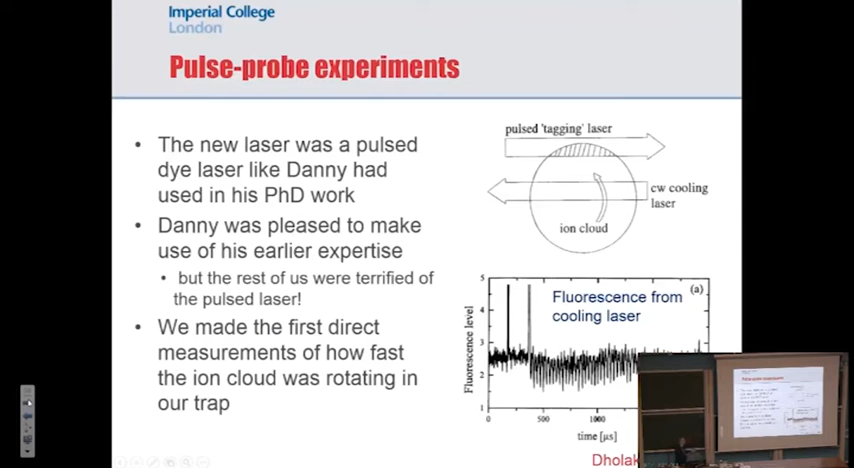 Imperial College
London
Pulse-probe experiments
• The new laser was a pulsed
dye laser like Danny had
used in his PhD work
• Danny was pleased to make
use of his earlier expertise
• but the rest of us were terrified of
the pulsed laser!
• We made the first direct
measurements of how fast
the ion cloud was rotating in
our trap
pulsed 'tagging' laser
cw cooling
laser
ion cloud
5
4
3
2
1
Fluorescence level
Fluorescence from
cooling laser
(a)
0
500
1000
time [μs]
Dholak
Pulse-probe experiments